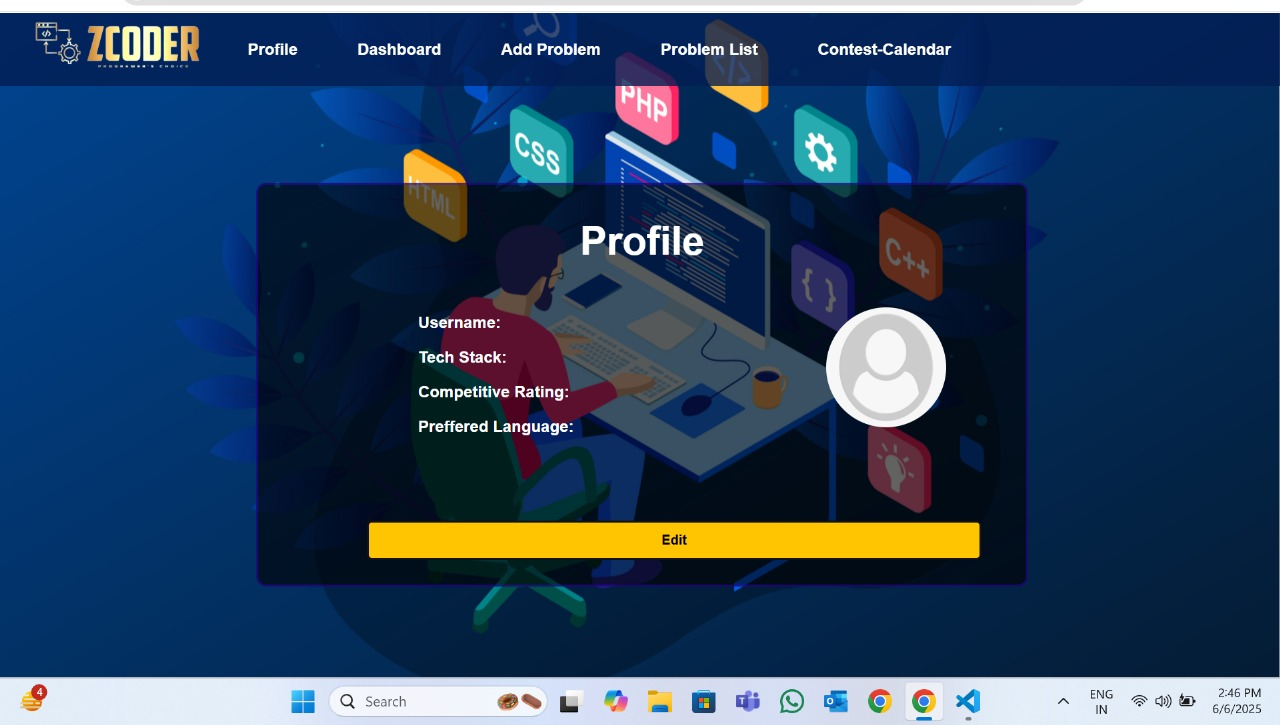 ZCODER
PROGRAMER'S CHOICE
Profile
Dashboard
Add Problem
Problem List
Contest-Calendar
</>
PHP
CSS
HTML
C++
{ }
Profile
Username:
Tech Stack:
Competitive Rating:
Preffered Language:
Edit
4
Search
ENG
IN
2:46 PM
6/6/2025